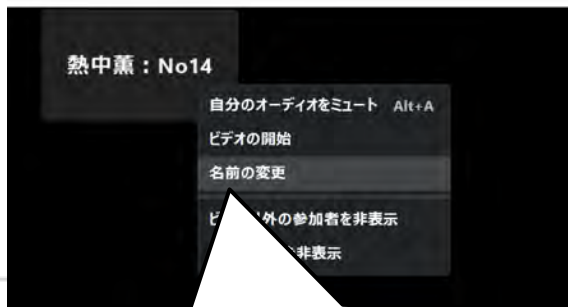 熱中薫：No14
自分のオーディオをミュート Alt+A
ビデオの開始
名前の変更
外の参加者を非表示
非表示